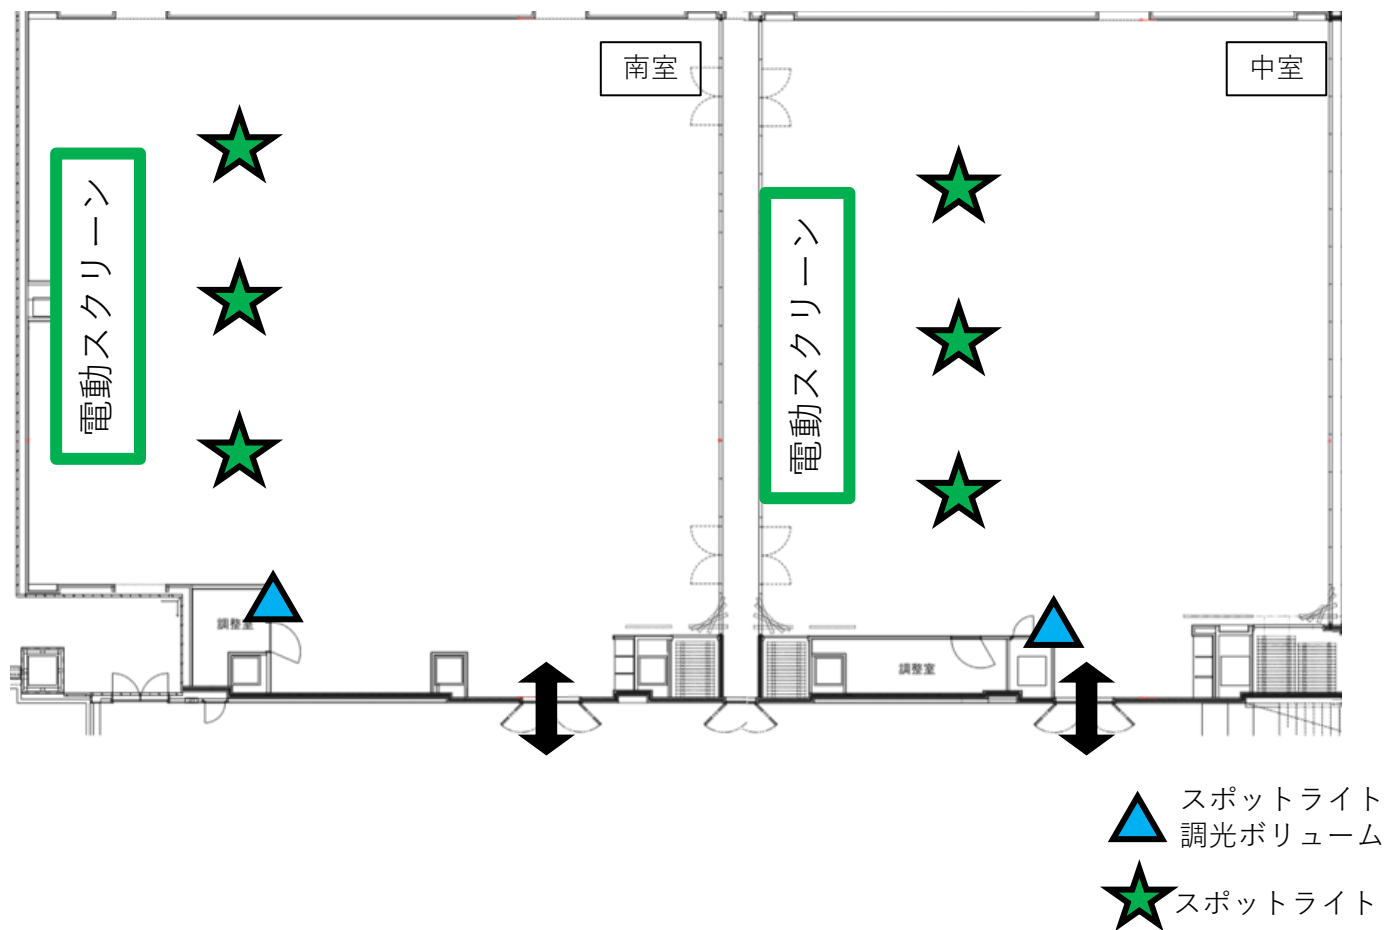 南室
中室
電動スクリーン
電動スクリーン
調整室
調整室
スポットライト
調光ボリューム
スポットライト